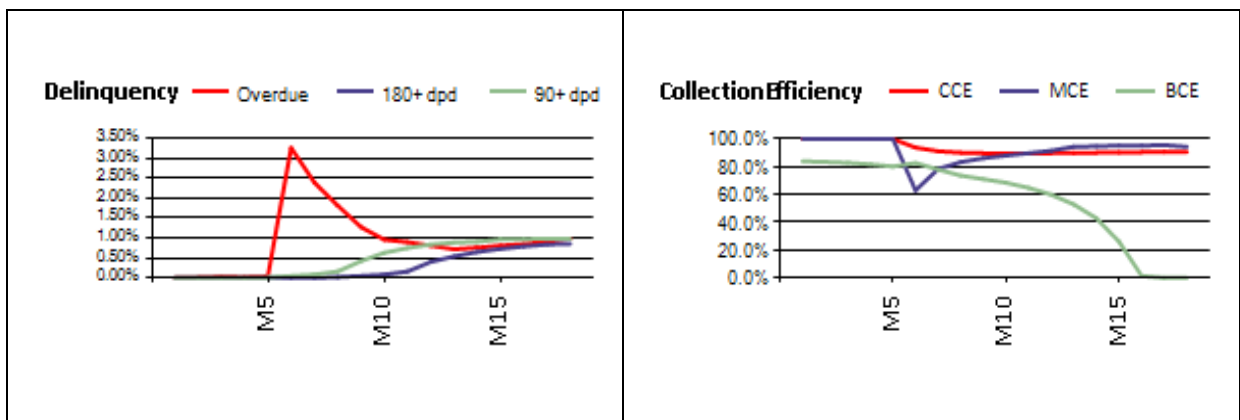 Delinquency Overdue 180+ dpd 90+ dpd
3.50%
3.00%
2.50%
2.00%
1.50%
1.00%
0.50%
0.00%
M5
M10
M15
Collection Efficiency CCE MCE BCE
100.0%
80.0%
60.0%
40.0%
20.0%
0.0%
M5
M10
M15